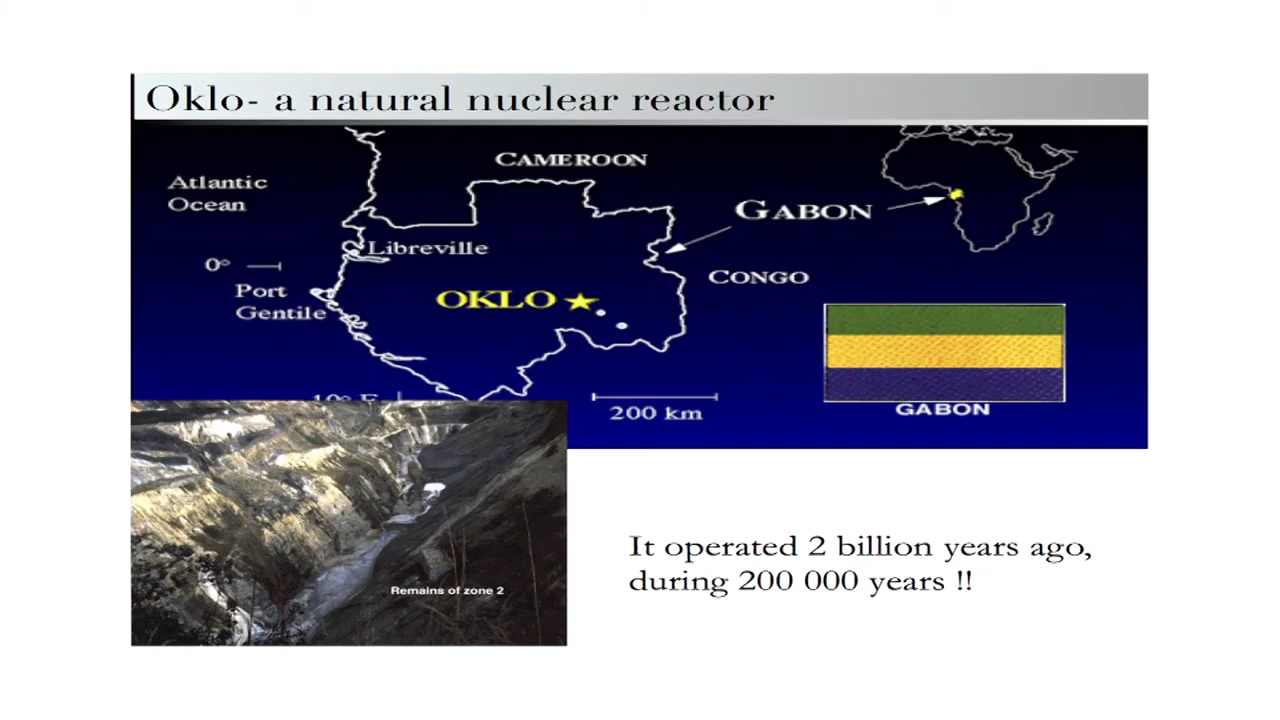 Oklo- a natural nuclear reactor
CAMEROON
Atlantic
Ocean
GABON
Libreville
0°
CONGO
Port
Gentile
OKLO
10° E
200 km
GABON
Remains of zone 2
It operated 2 billion years ago,
during 200 000 years !!